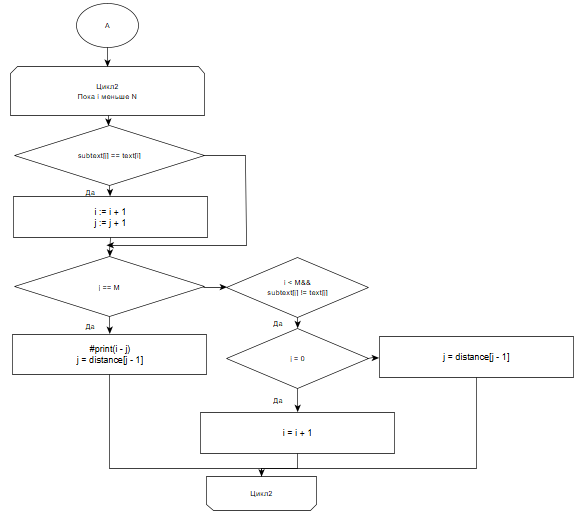 A
Цикл2
Пока i меньше N
subtext[j] == text[i]
Да
i := i + 1
j := j + 1
j == M
i < M&&
subtext[j] != text[i]
Да
Да
#print(i - j)
j = distance[j - 1]
j = 0
j = distance[j - 1]
Да
i = i + 1
Цикл2